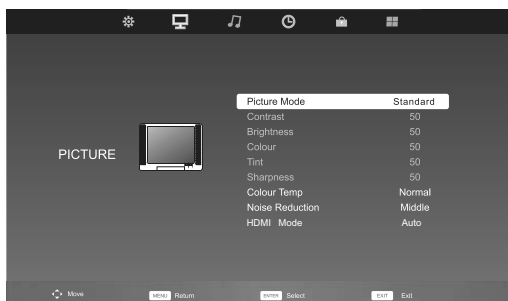 Picture Mode Standard
Contrast 50
Brightness 50
Colour 50
PICTURE
Tint 50
Sharpness 50
Colour Temp Normal
Noise Reduction Middle
HDMI Mode Auto
Move MENU Return ENTER Select EXIT Exit